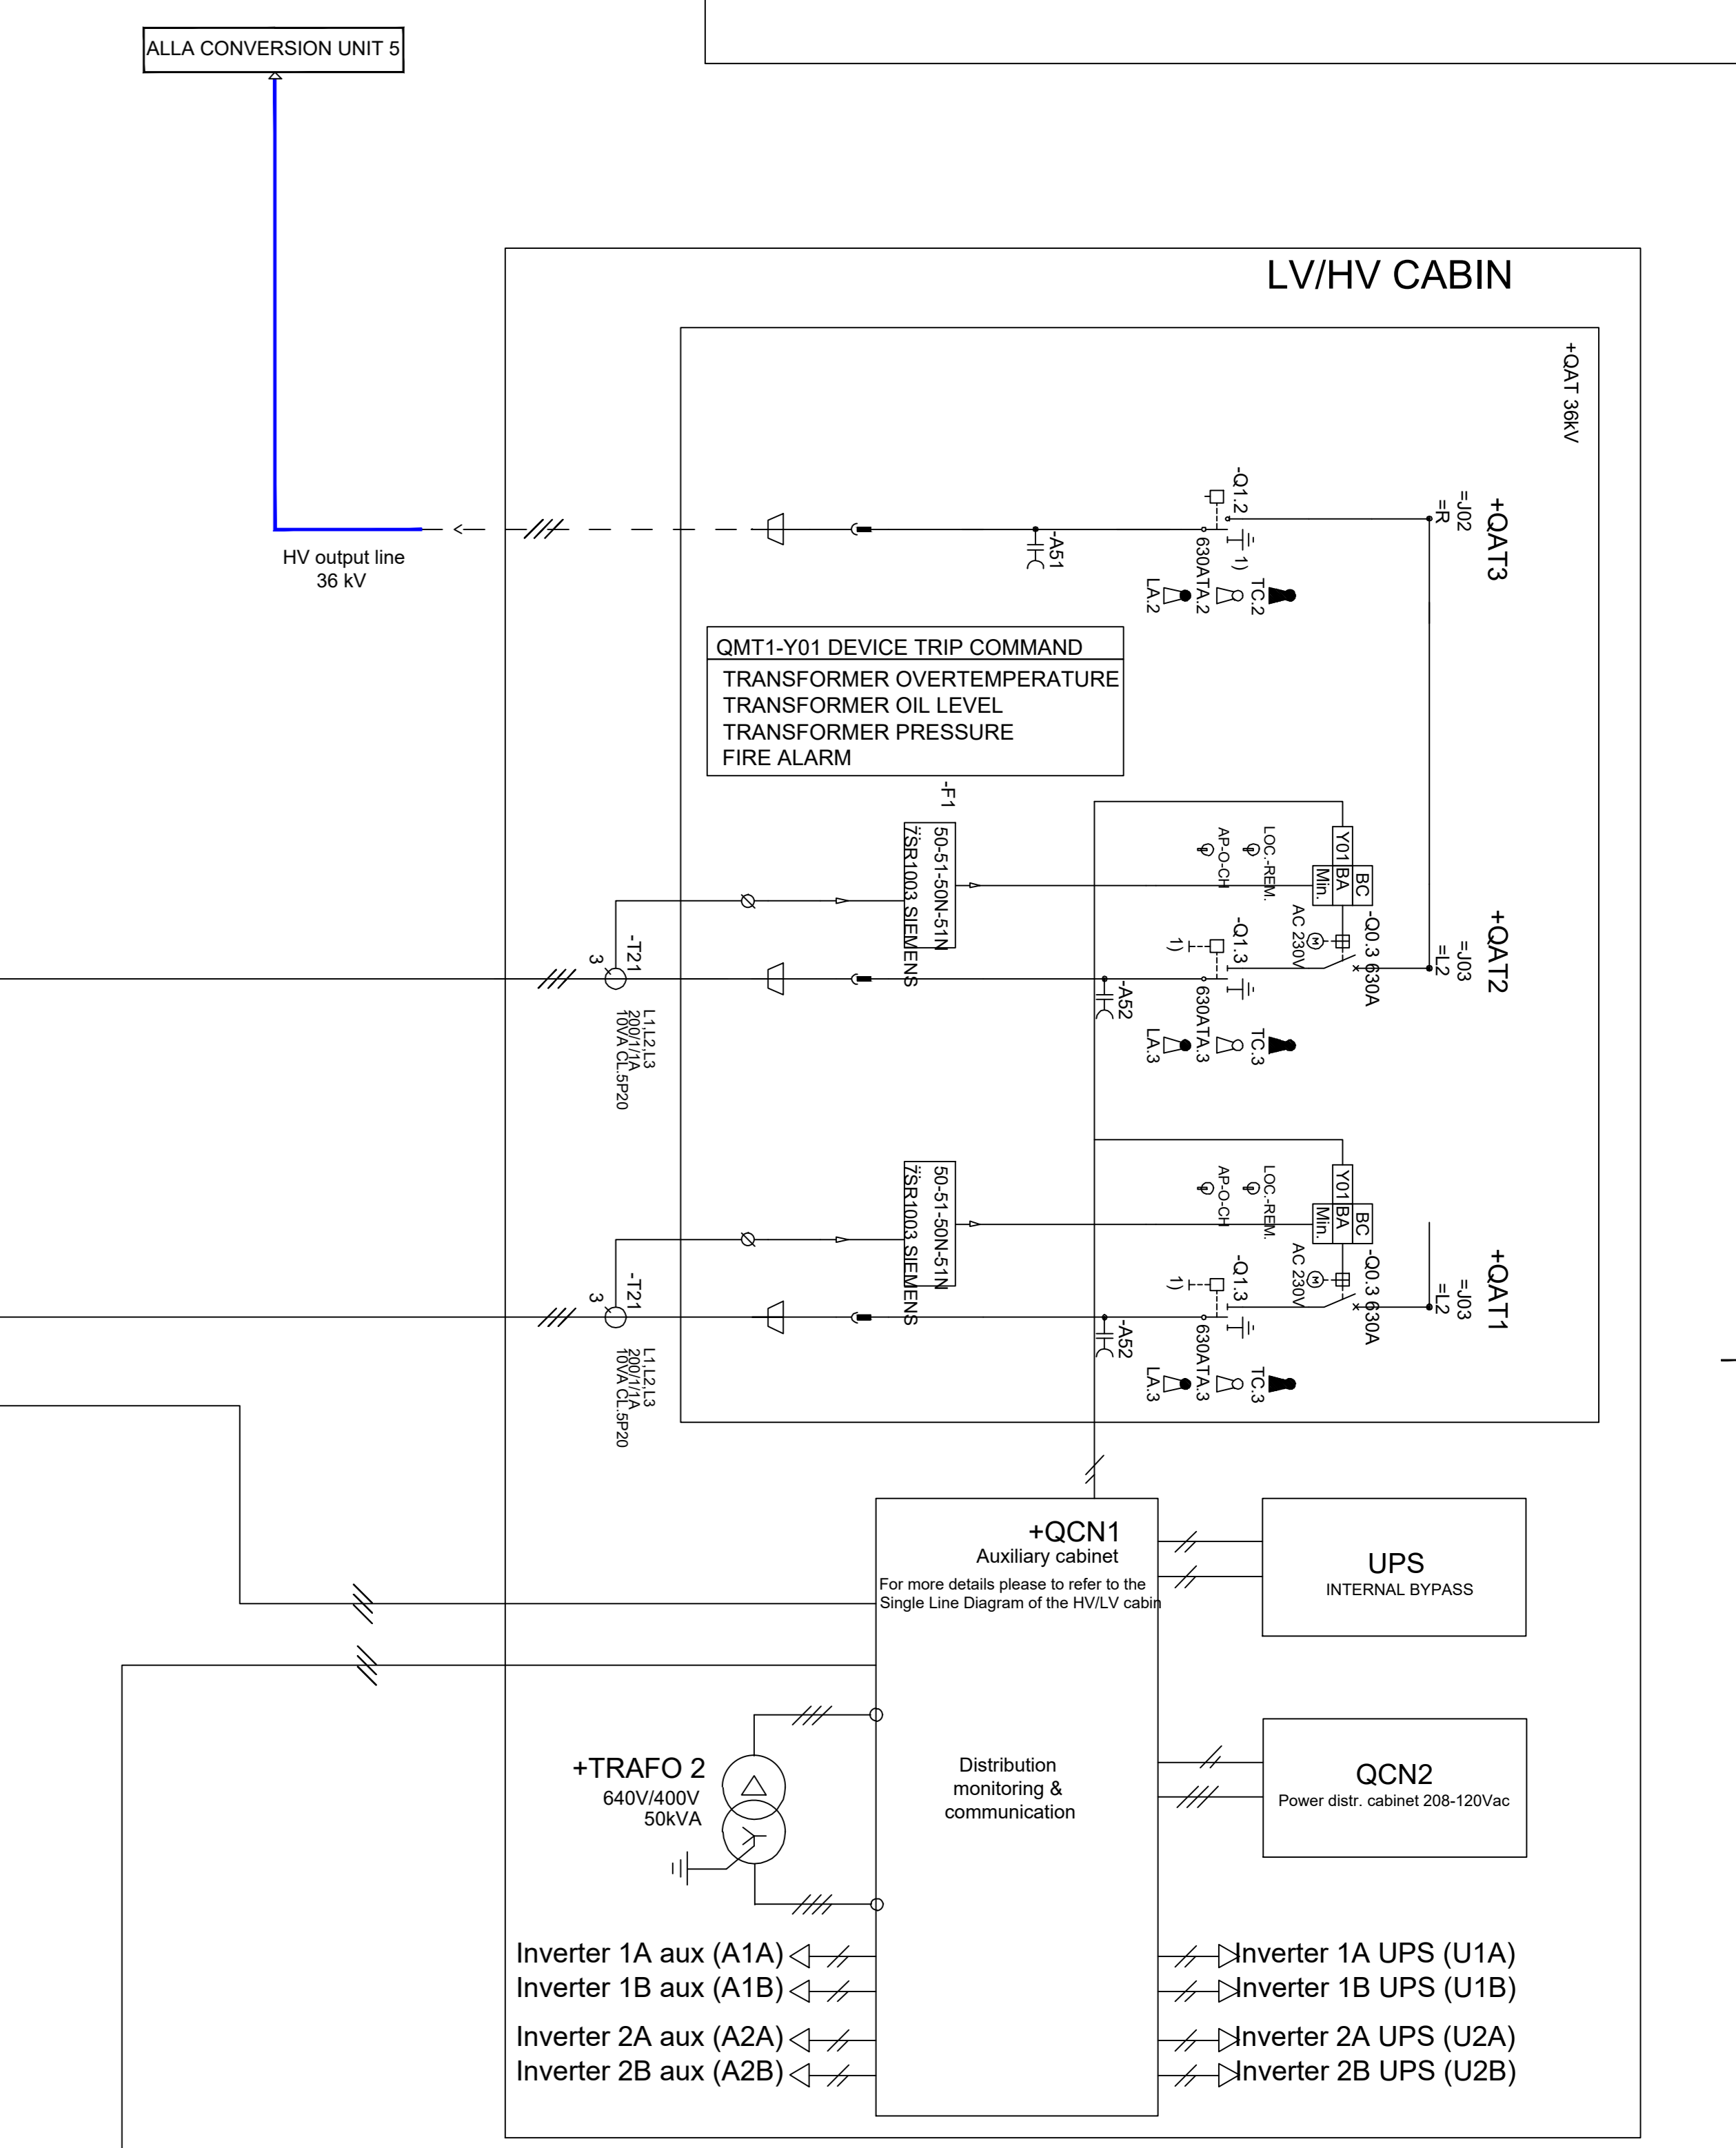 ALLA CONVERSION UNIT 5
LV/HV CABIN
+QAT 36kV
HV output line
36 kV
-A51
-Q1.2
1)
630A
TA.2
LA.2
TC.2
=J02
=R
+QAT3
QMT1-Y01 DEVICE TRIP COMMAND
TRANSFORMER OVERTEMPERATURE
TRANSFORMER OIL LEVEL
TRANSFORMER PRESSURE
FIRE ALARM
-F1
50-51-50N-51N
7SR1003 SIEMENS
AP-O-CH
LOC.-REM.
Y01
BA
Min.
BC
AC 230V
M
-Q0.3 630A
=J03
=L2
+QAT2
-Q1.3
1)
-T21
3
L1,L2,L3
200/1/1A
10VA CL.5P20
-A52
630A
TA.3
LA.3
TC.3
50-51-50N-51N
7SR1003 SIEMENS
AP-O-CH
LOC.-REM.
Y01
BA
Min.
BC
AC 230V
M
-Q0.3 630A
=J03
=L2
+QAT1
-Q1.3
1)
-T21
3
L1,L2,L3
200/1/1A
10VA CL.5P20
-A52
630A
TA.3
LA.3
TC.3
+QCN1
Auxiliary cabinet
For more details please to refer to the
Single Line Diagram of the HV/LV cabin
UPS
INTERNAL BYPASS
+TRAFO 2
640V/400V
50kVA
Distribution
monitoring &
communication
QCN2
Power distr. cabinet 208-120Vac
Inverter 1A aux (A1A)
Inverter 1B aux (A1B)
Inverter 2A aux (A2A)
Inverter 2B aux (A2B)
Inverter 1A UPS (U1A)
Inverter 1B UPS (U1B)
Inverter 2A UPS (U2A)
Inverter 2B UPS (U2B)